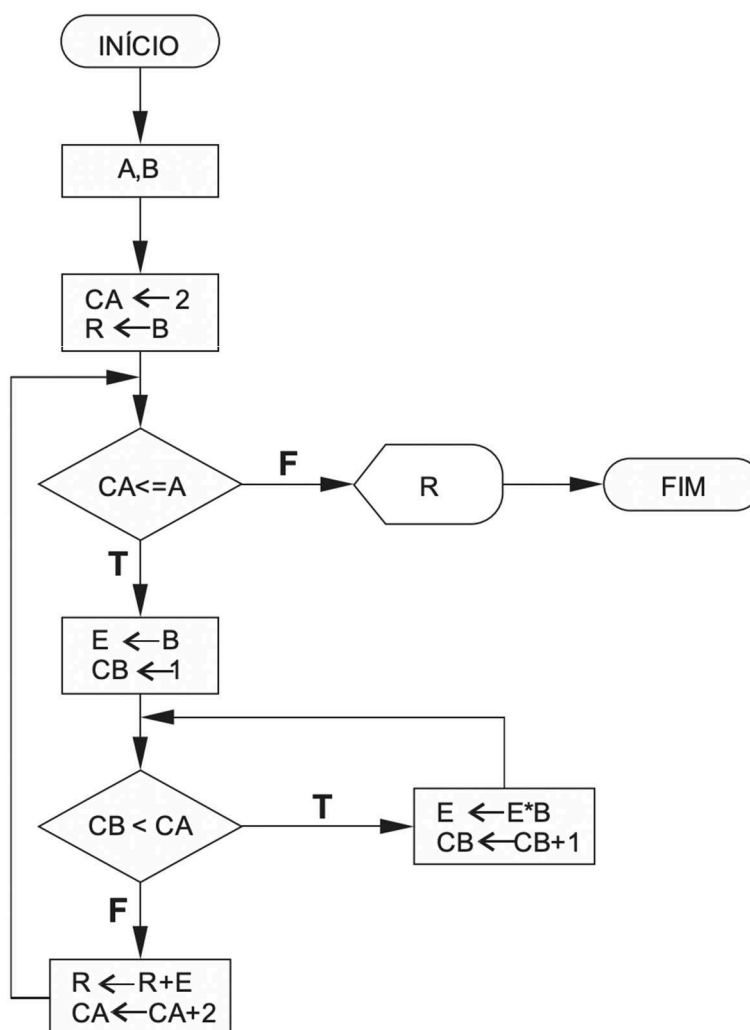 INÍCIO
A,B
CA ← 2
R ← B
CA<=A
F
R
FIM
T
E ← B
CB ← 1
CB < CA
T
E ← E*B
CB ← CB+1
F
R ← R+E
CA ← CA+2